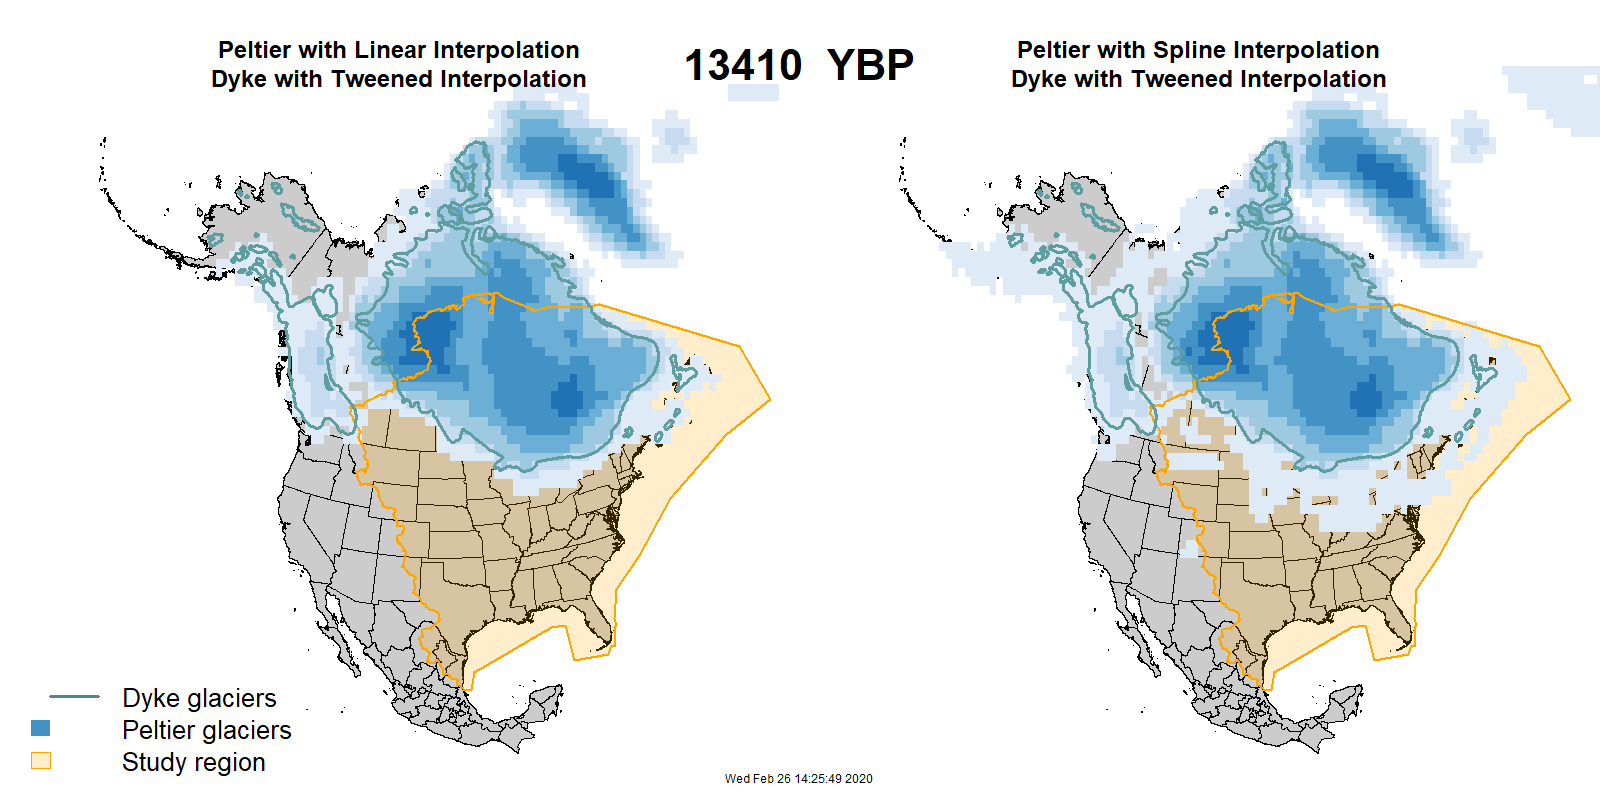 Peltier with Linear Interpolation
Dyke with Tweened Interpolation
13410 YBP
Peltier with Spline Interpolation
Dyke with Tweened Interpolation
Dyke glaciers
Peltier glaciers
Study region
Wed Feb 26 14:25:49 2020